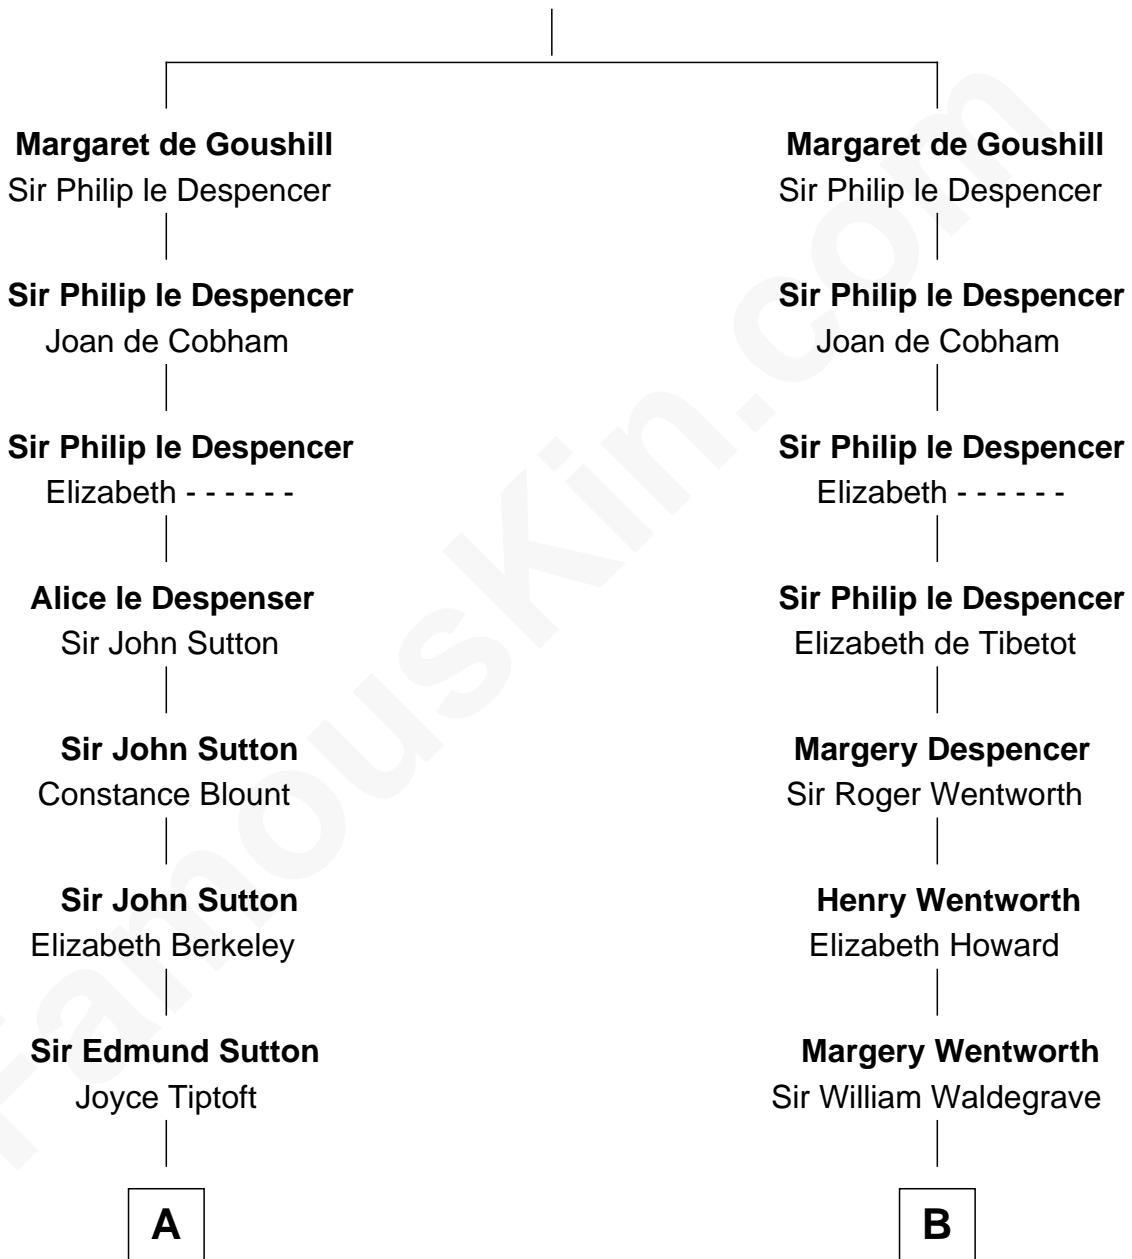 Margaret de Goushill
Sir Philip le Despencer
Sir Philip le Despencer
Joan de Cobham
Sir Philip le Despencer
Elizabeth - - - - - -
Alice le Despenser
Sir John Sutton
Sir John Sutton
Constance Blount
Sir John Sutton
Elizabeth Berkeley
Sir Edmund Sutton
Joyce Tiptoft
A
Margaret de Goushill
Sir Philip le Despencer
Sir Philip le Despencer
Joan de Cobham
Sir Philip le Despencer
Elizabeth - - - - - -
Sir Philip le Despencer
Elizabeth de Tibetot
Margery Despencer
Sir Roger Wentworth
Henry Wentworth
Elizabeth Howard
Margery Wentworth
Sir William Waldegrave
B
FamousKin.com